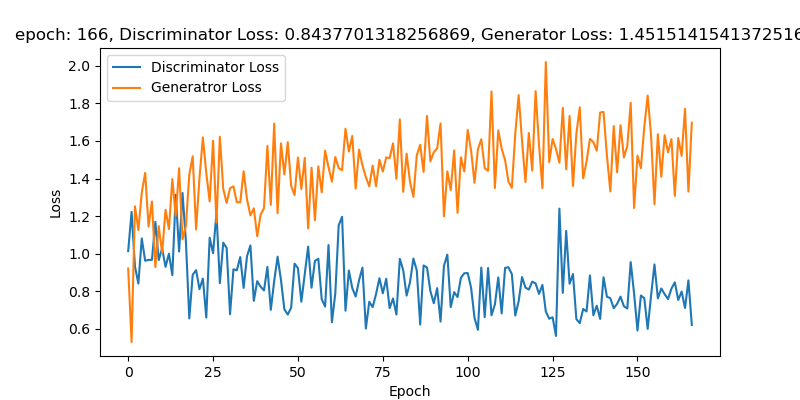 epoch: 166, Discriminator Loss: 0.8437701318256869, Generator Loss: 1.4515141541372516
Discriminator Loss
Generatror Loss
Loss
2.0
1.8
1.6
1.4
1.2
1.0
0.8
0.6
0 25 50 75 100 125 150
Epoch